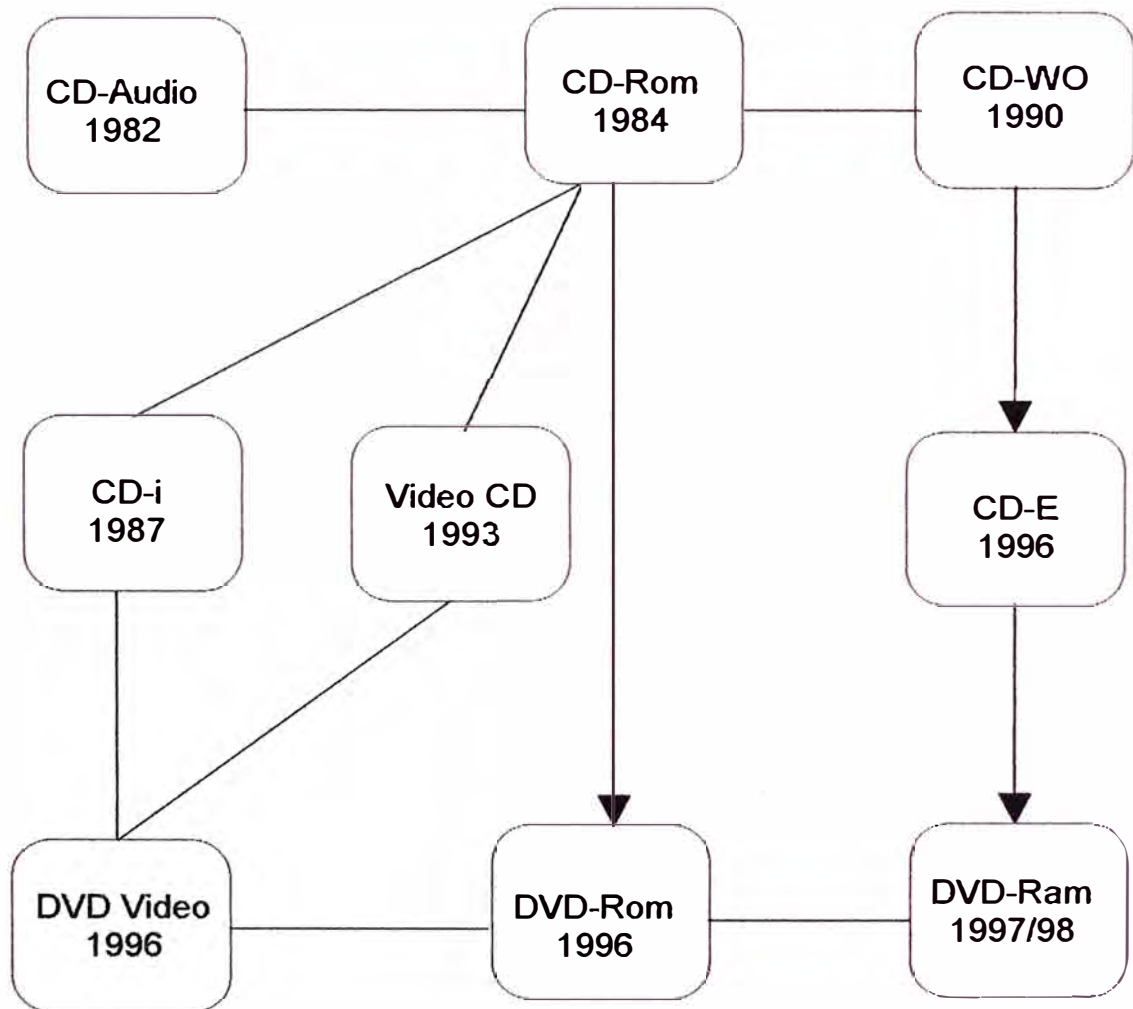 CD-Audio
1982
CD-Rom
1984
CD-WO
1990
CD-i
1987
Video CD
1993
CD-E
1996
DVD Video
1996
DVD-Rom
1996
DVD-Ram
1997/98